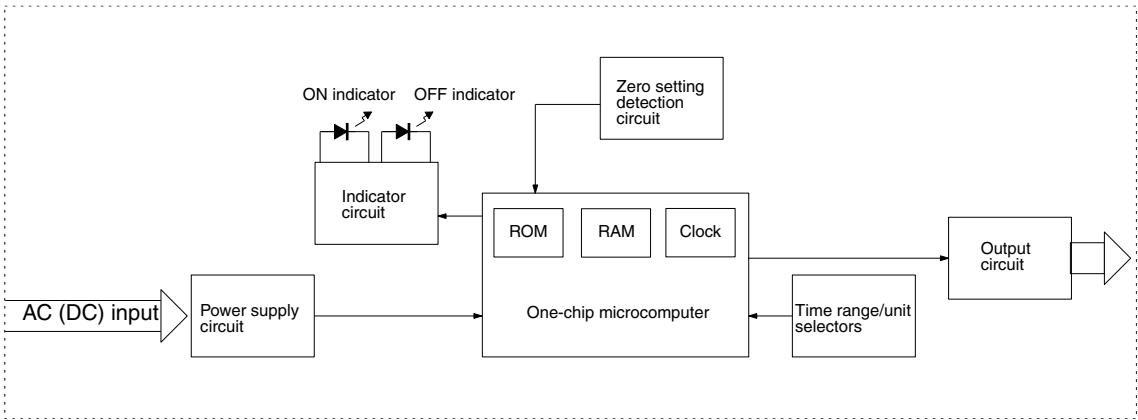 Zero setting
detection
circuit
ON indicator
OFF indicator
Indicator
circuit
ROM
RAM
Clock
Output
circuit
AC (DC) input
Power supply
circuit
One-chip microcomputer
Time range/unit
selectors